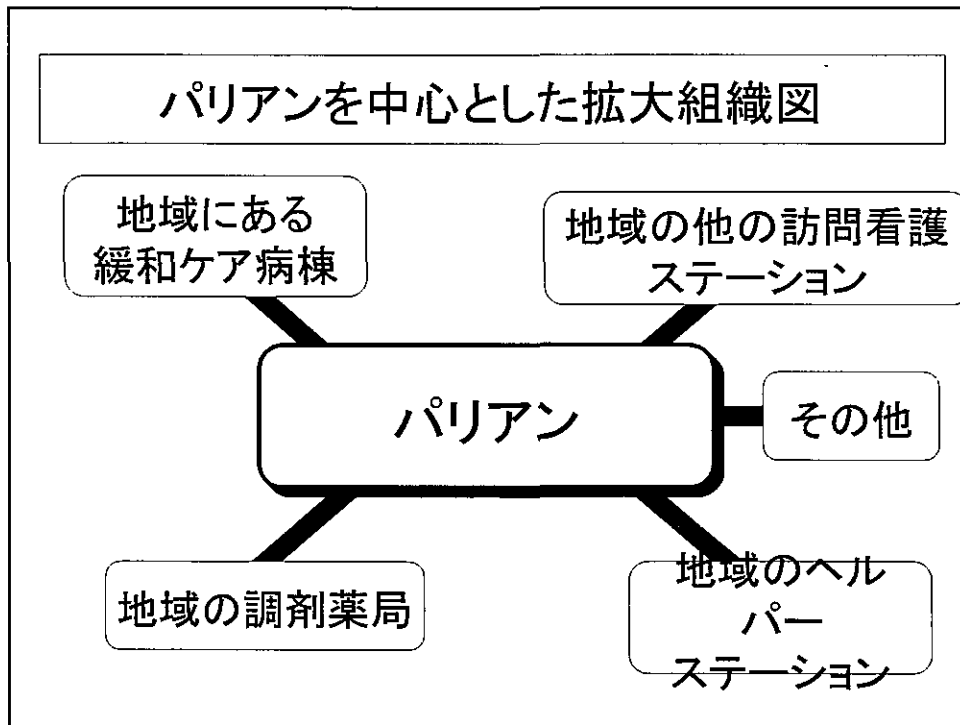 パリアンを中心とした拡大組織図
地域にある
緩和ケア病棟
地域の他の訪問看護
ステーション
パリアン
その他
地域の調剤薬局
地域のヘル
パー
ステーション